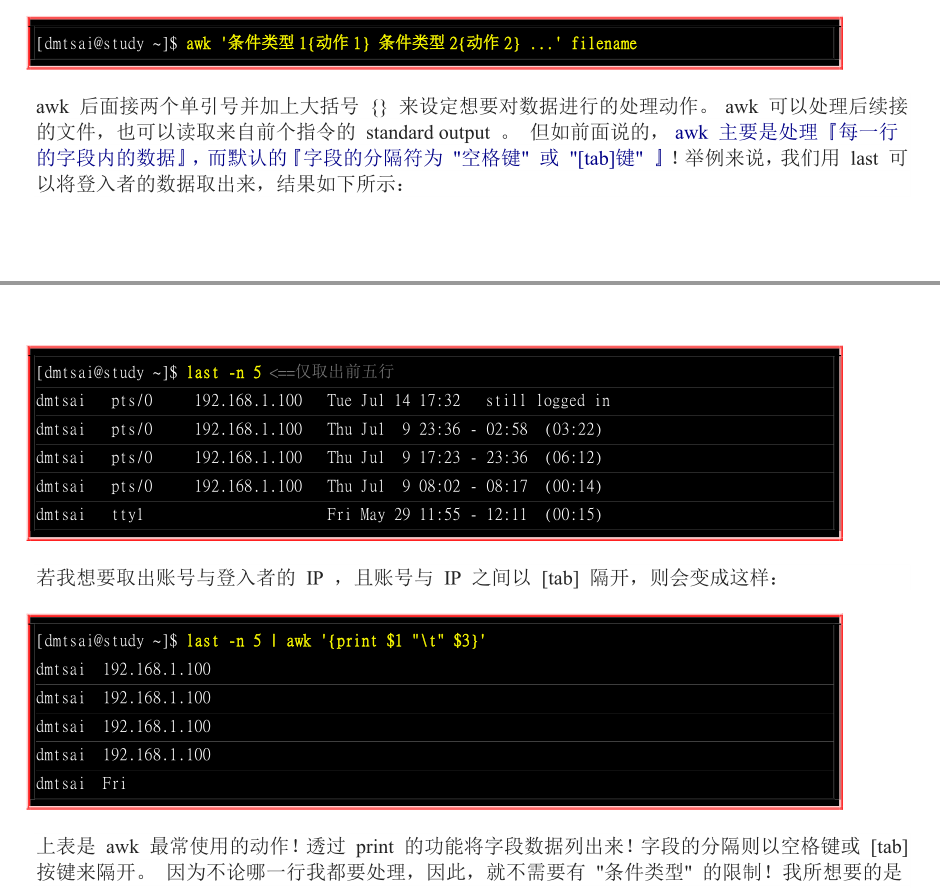 [dmtsai@study ~]$ awk '条件类型 1{动作 1} 条件类型 2{动作 2} ...' filename
awk 后面接两个单引号并加上大括号 {} 来设定想要对数据进行的处理动作。 awk 可以处理后续接
的文件，也可以读取来自前个指令的 standard output 。 但如前面说的， awk 主要是处理『每一行
的字段内的数据』，而默认的『字段的分隔符为 "空格键" 或 "[tab]键" 』！举例来说，我们用 last 可
以将登入者的数据取出来，结果如下所示：
[dmtsai@study ~]$ last -n 5 <==仅取出前五行
dmtsai pts/0 192.168.1.100 Tue Jul 14 17:32 still logged in
dmtsai pts/0 192.168.1.100 Thu Jul 9 23:36 - 02:58 (03:22)
dmtsai pts/0 192.168.1.100 Thu Jul 9 17:23 - 23:36 (06:12)
dmtsai pts/0 192.168.1.100 Thu Jul 9 08:02 - 08:17 (00:14)
dmtsai tty1 Fri May 29 11:55 - 12:11 (00:15)
若我想要取出账号与登入者的 IP ，且账号与 IP 之间以 [tab] 隔开，则会变成这样：
[dmtsai@study ~]$ last -n 5 | awk '{print $1 "\t" $3}'
dmtsai 192.168.1.100
dmtsai 192.168.1.100
dmtsai 192.168.1.100
dmtsai 192.168.1.100
dmtsai Fri
上表是 awk 最常使用的动作！透过 print 的功能将字段数据列出来！字段的分隔则以空格键或 [tab]
按键来隔开。 因为不论哪一行我都要处理，因此，就不需要有 "条件类型" 的限制！我所想要的是